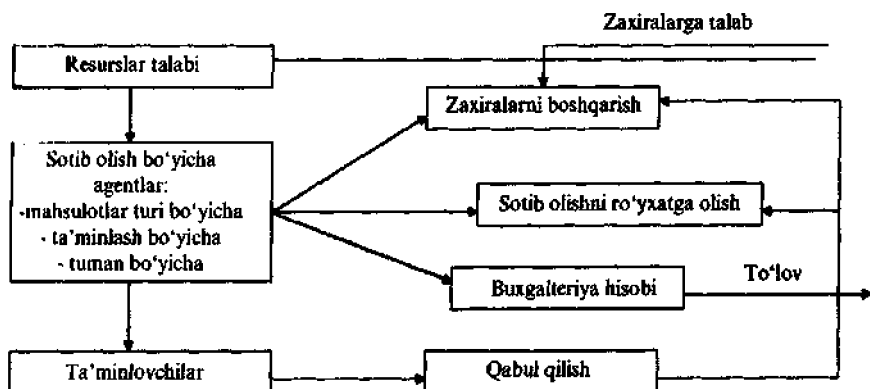 Zaxiralarga talab
Resurslar talabi
Zaxiralarni boshqarish
Sotib olish bo‘yicha
agentlar:
-mahsulotlar turi bo‘yicha
- ta’minlash bo‘yicha
- tuman bo‘yicha
Sotib olishni ro‘yxatga olish
Buxgalteriya hisobi
To‘lov
Ta’minlovchilar
Qabul qilish